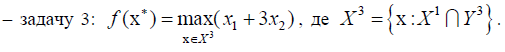 – задачу 3: f(x*) = max(x₁ + 3x₂), де X³ = {x : X¹ ⋂ Y³}.
x∈X³